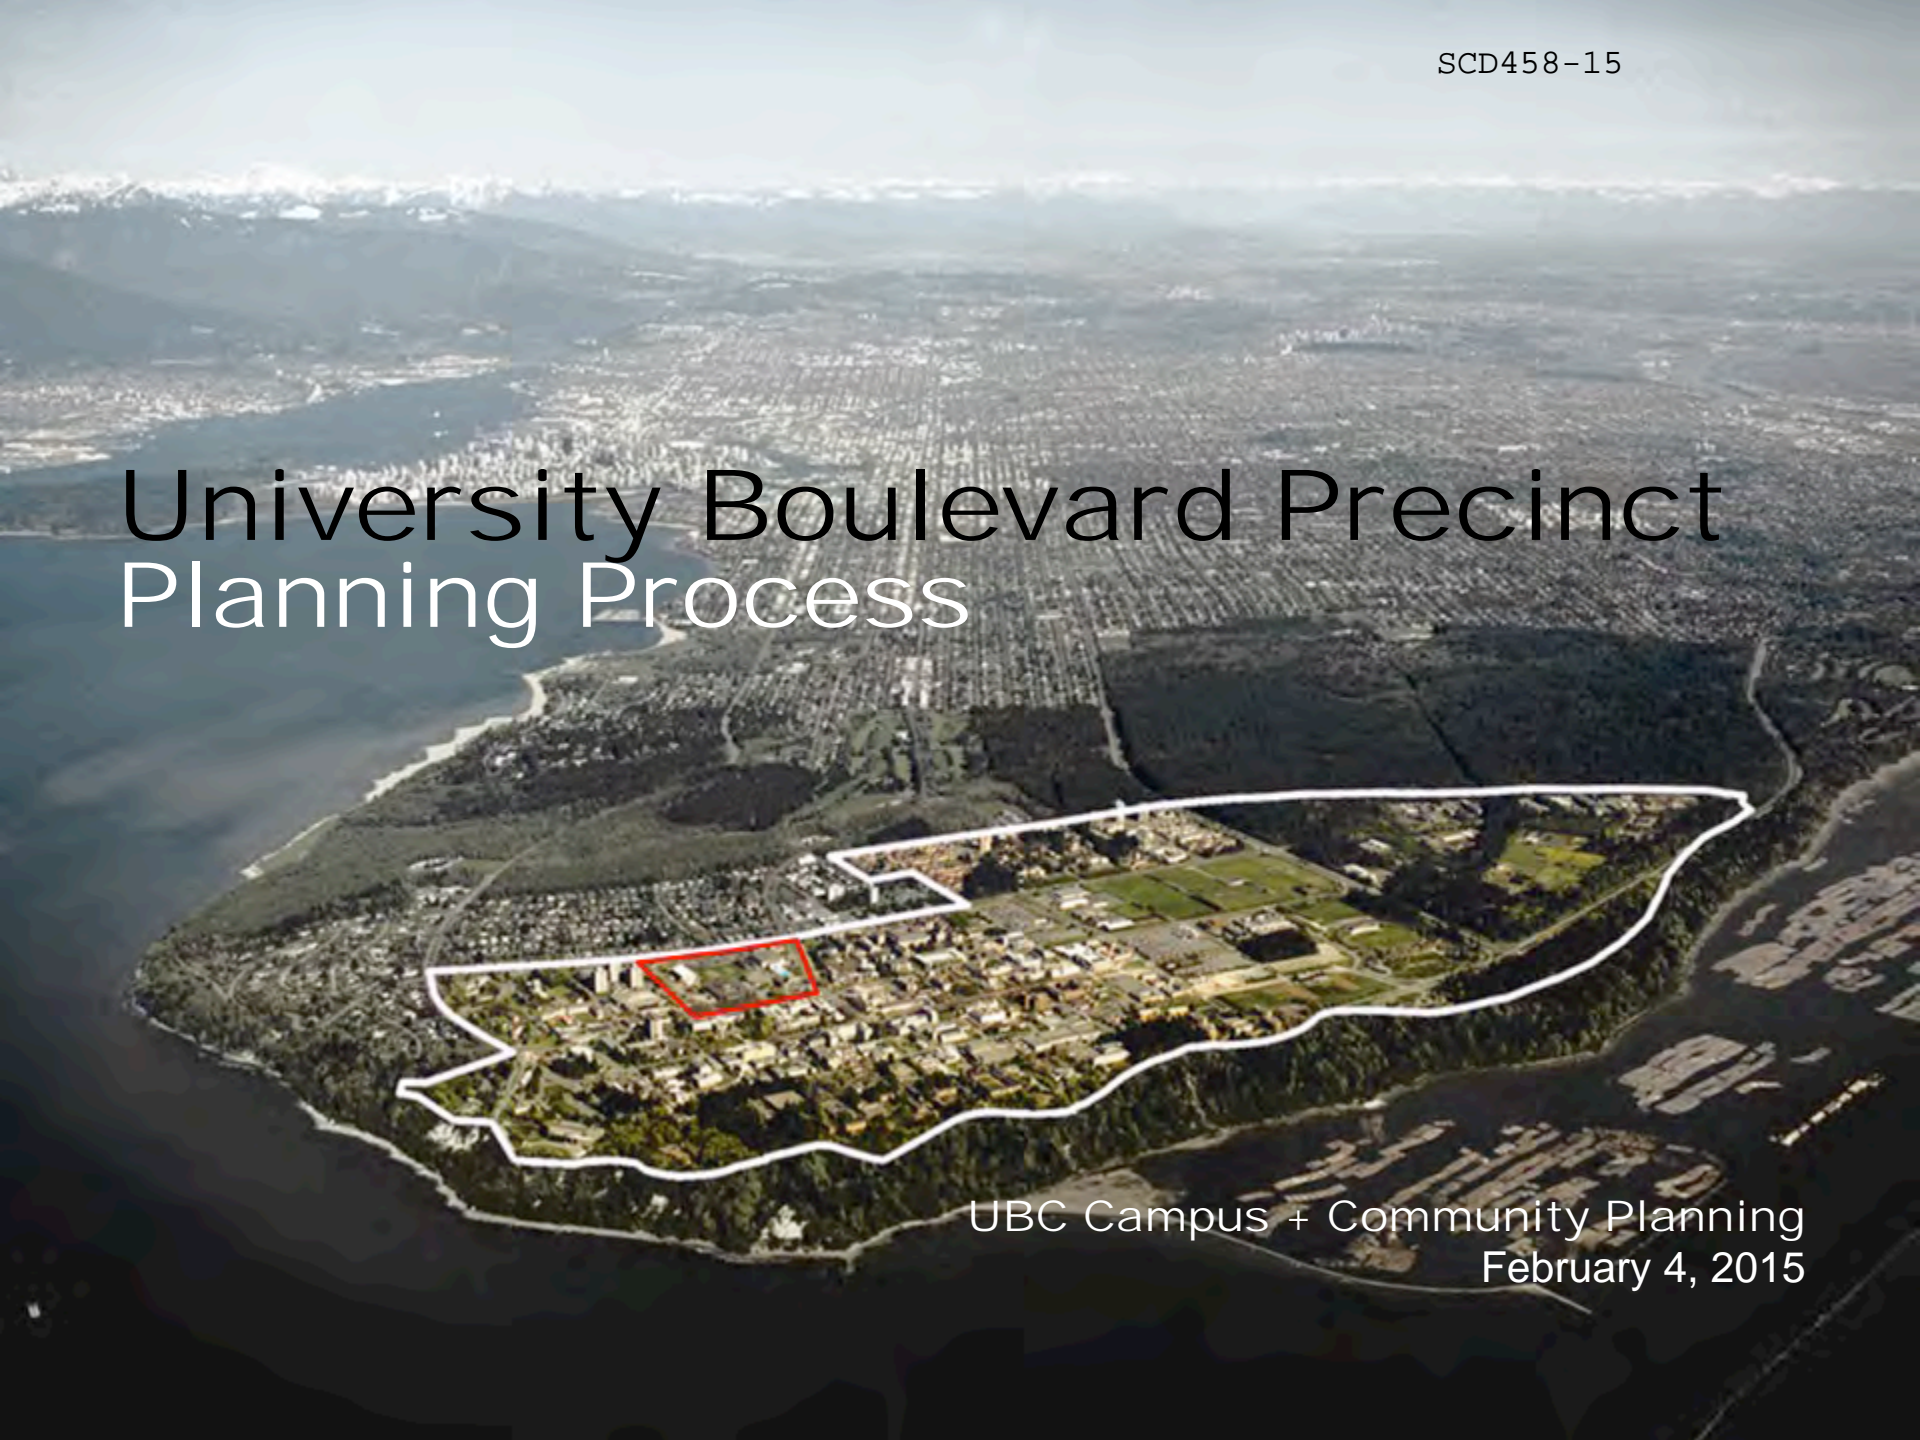 SCD458-15
University Boulevard Precinct
Planning Process
UBC Campus + Community Planning
February 4, 2015